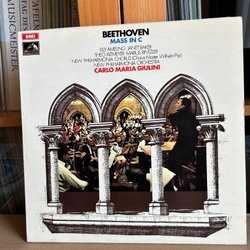 EMI
BEETHOVEN
MASS IN C
ELLY AMELING · JANET BAKER
THEO ALTMEYER · MARIUS RINTZLER
NEW PHILHARMONIA CHORUS (Chorus Master: Wilhelm Pitz)
NEW PHILHARMONIA ORCHESTRA
CARLO MARIA GIULINI